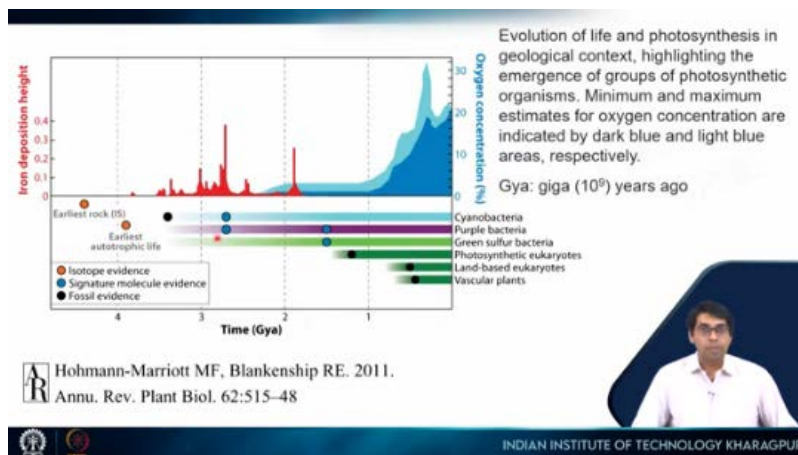 Evolution of life and photosynthesis in
geological context, highlighting the
emergence of groups of photosynthetic
organisms. Minimum and maximum
estimates for oxygen concentration are
indicated by dark blue and light blue
areas, respectively.
Gya: giga (10⁹) years ago
Iron deposition height
0.4
0.3
0.2
0.1
0
Oxygen concentration (%)
30
20
10
0
Earliest rock (IS)
Earliest
autotrophic life
Cyanobacteria
Purple bacteria
Green sulfur bacteria
Photosynthetic eukaryotes
Land-based eukaryotes
Vascular plants
Isotope evidence
Signature molecule evidence
Fossil evidence
4 3 2 1
Time (Gya)
AR
Hohmann-Marriott MF, Blankenship RE. 2011.
Annu. Rev. Plant Biol. 62:515–48
INDIAN INSTITUTE OF TECHNOLOGY KHARAGPUR